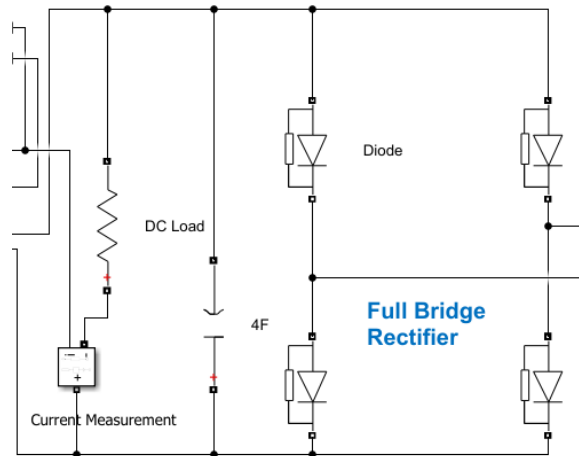 Diode
DC Load
4F
Full Bridge
Rectifier
Current Measurement